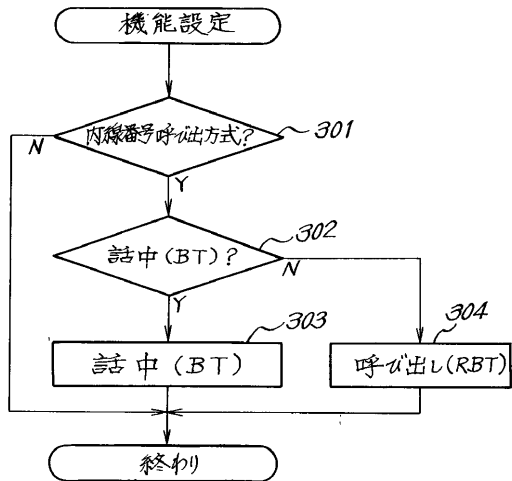 機能設定
内線番号呼び出方式?
301
N
Y
302
話中(BT)?
N
Y
303
304
話中(BT)
呼び出し(RBT)
終わり